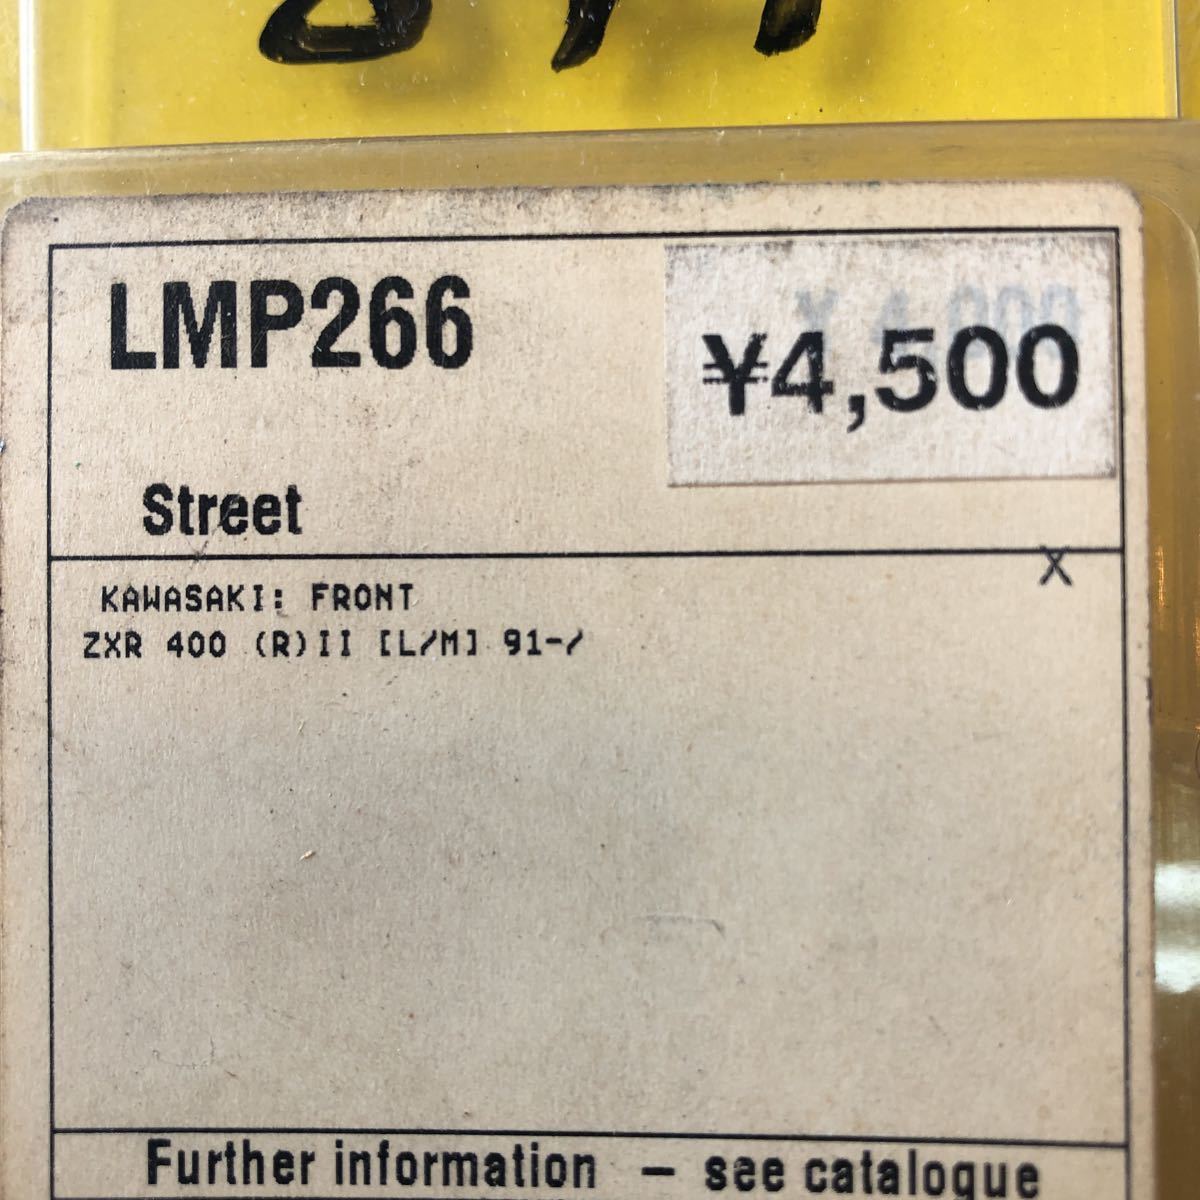 LMP266
¥4,500
Street
X
KAWASAKI: FRONT
ZXR 400 (R)II [L/M] 91-/
Further information – see catalogue